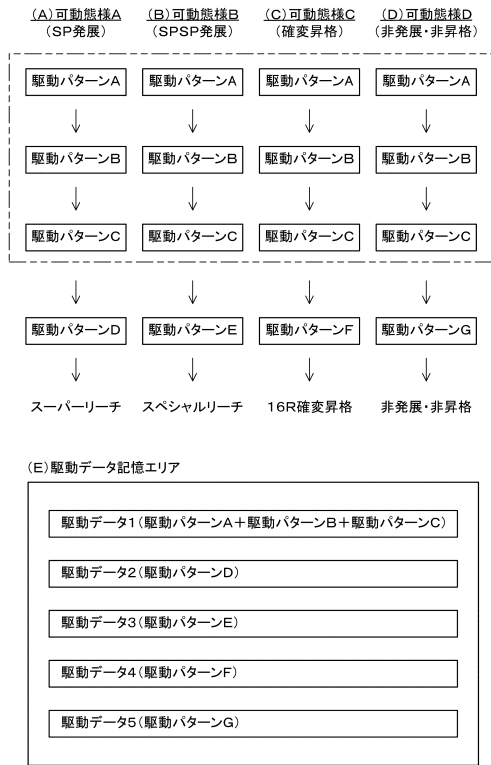 (A)可動態様A (B)可動態様B (C)可動態様C (D)可動態様D
(SP発展) (SPSP発展) (確変昇格) (非発展・非昇格)
駆動パターンA 駆動パターンA 駆動パターンA 駆動パターンA
駆動パターンB 駆動パターンB 駆動パターンB 駆動パターンB
駆動パターンC 駆動パターンC 駆動パターンC 駆動パターンC
駆動パターンD 駆動パターンE 駆動パターンF 駆動パターンG
スーパーリーチ スペシャルリーチ 16R確変昇格 非発展・非昇格
(E)駆動データ記憶エリア
駆動データ1(駆動パターンA+駆動パターンB+駆動パターンC)
駆動データ2(駆動パターンD)
駆動データ3(駆動パターンE)
駆動データ4(駆動パターンF)
駆動データ5(駆動パターンG)